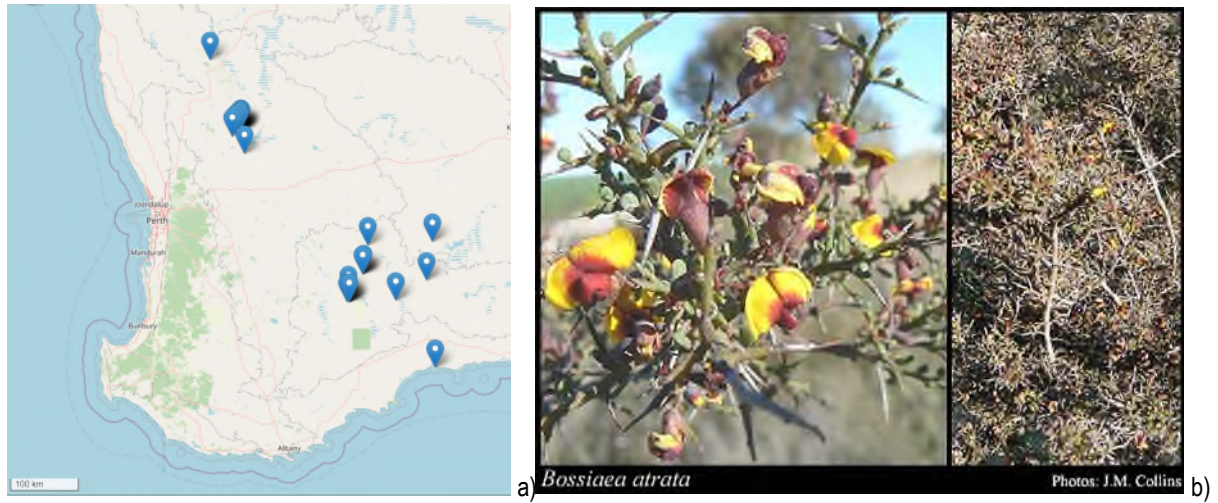 Joondalup
Perth
Mandurah
Bunbury
Albany
100 km
a)
Bossiaea atrata
Photos: J.M. Collins
b)